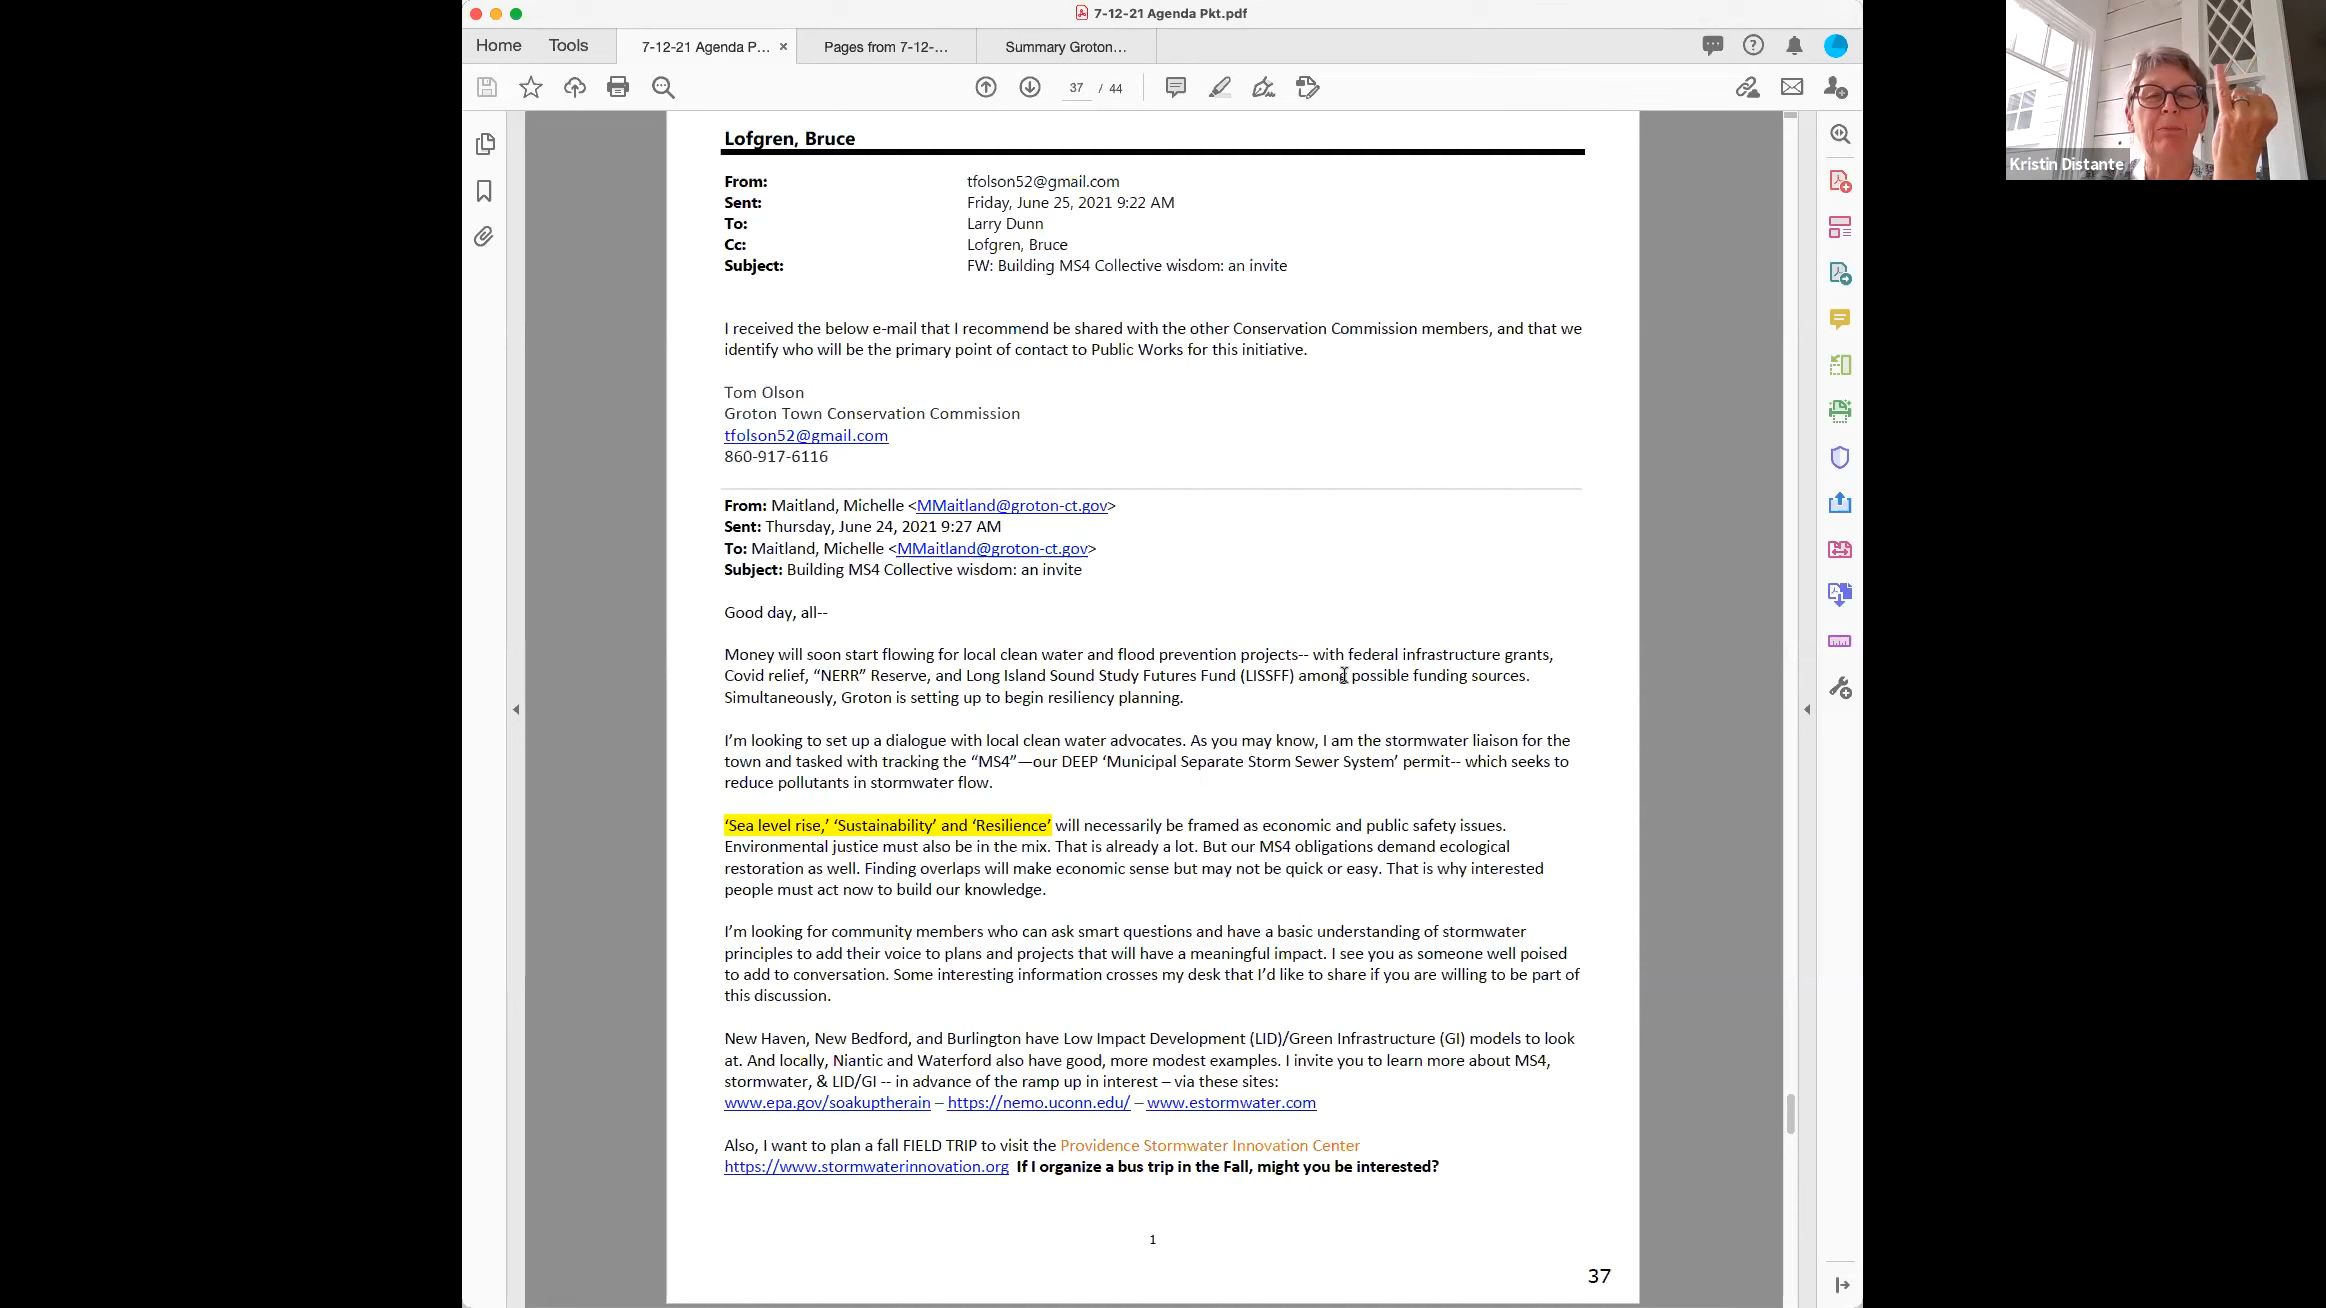 7-12-21 Agenda Pkt.pdf
Home Tools 7-12-21 Agenda P... × Pages from 7-12-... Summary Groton...
37 / 44
Kristin Distante
Lofgren, Bruce
From: tfolson52@gmail.com
Sent: Friday, June 25, 2021 9:22 AM
To: Larry Dunn
Cc: Lofgren, Bruce
Subject: FW: Building MS4 Collective wisdom: an invite
I received the below e-mail that I recommend be shared with the other Conservation Commission members, and that we
identify who will be the primary point of contact to Public Works for this initiative.
Tom Olson
Groton Town Conservation Commission
tfolson52@gmail.com
860-917-6116
From: Maitland, Michelle <MMaitland@groton-ct.gov>
Sent: Thursday, June 24, 2021 9:27 AM
To: Maitland, Michelle <MMaitland@groton-ct.gov>
Subject: Building MS4 Collective wisdom: an invite
Good day, all--
Money will soon start flowing for local clean water and flood prevention projects-- with federal infrastructure grants,
Covid relief, “NERR” Reserve, and Long Island Sound Study Futures Fund (LISSFF) among possible funding sources.
Simultaneously, Groton is setting up to begin resiliency planning.
I’m looking to set up a dialogue with local clean water advocates. As you may know, I am the stormwater liaison for the
town and tasked with tracking the “MS4”—our DEEP ‘Municipal Separate Storm Sewer System’ permit-- which seeks to
reduce pollutants in stormwater flow.
‘Sea level rise,’ ‘Sustainability’ and ‘Resilience’ will necessarily be framed as economic and public safety issues.
Environmental justice must also be in the mix. That is already a lot. But our MS4 obligations demand ecological
restoration as well. Finding overlaps will make economic sense but may not be quick or easy. That is why interested
people must act now to build our knowledge.
I’m looking for community members who can ask smart questions and have a basic understanding of stormwater
principles to add their voice to plans and projects that will have a meaningful impact. I see you as someone well poised
to add to conversation. Some interesting information crosses my desk that I’d like to share if you are willing to be part of
this discussion.
New Haven, New Bedford, and Burlington have Low Impact Development (LID)/Green Infrastructure (GI) models to look
at. And locally, Niantic and Waterford also have good, more modest examples. I invite you to learn more about MS4,
stormwater, & LID/GI -- in advance of the ramp up in interest – via these sites:
www.epa.gov/soakuptherain – https://nemo.uconn.edu/ – www.estormwater.com
Also, I want to plan a fall FIELD TRIP to visit the Providence Stormwater Innovation Center
https://www.stormwaterinnovation.org If I organize a bus trip in the Fall, might you be interested?
1
37